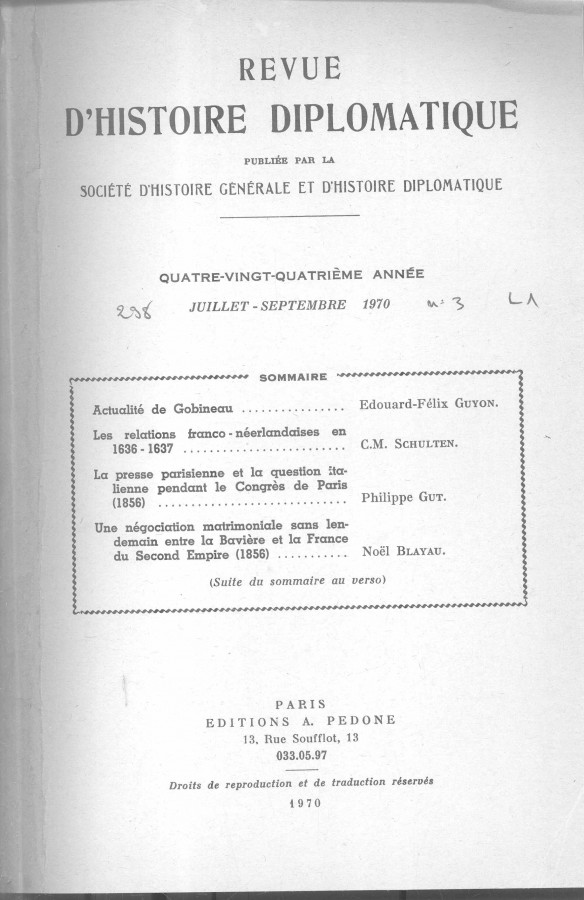 REVUE
D'HISTOIRE DIPLOMATIQUE
PUBLIÉE PAR LA
SOCIÉTÉ D'HISTOIRE GÉNÉRALE ET D'HISTOIRE DIPLOMATIQUE
QUATRE-VINGT-QUATRIÈME ANNÉE
298 JUILLET - SEPTEMBRE 1970 n° 3 L1
SOMMAIRE
Actualité de Gobineau ................ Edouard-Félix GUYON.
Les relations franco-néerlandaises en
1636-1637 ........................ C.M. SCHULTEN.
La presse parisienne et la question ita-
lienne pendant le Congrès de Paris
(1856) ............................ Philippe GUT.
Une négociation matrimoniale sans len-
demain entre la Bavière et la France
du Second Empire (1856) ........... Noël BLAYAU.
(Suite du sommaire au verso)
PARIS
EDITIONS A. PEDONE
13, Rue Soufflot, 13
033.05.97
Droits de reproduction et de traduction réservés
1970